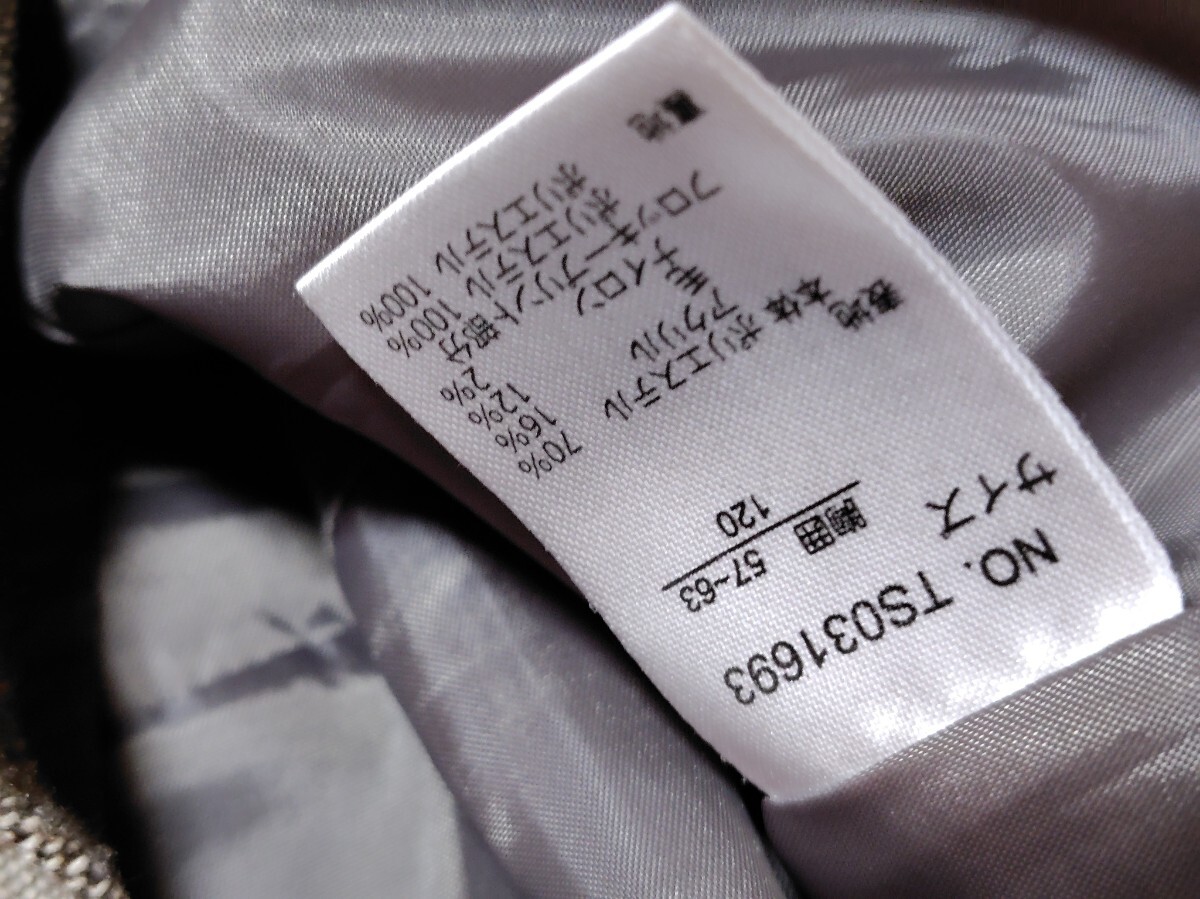 NO. TS031693
サイズ
胸囲 57~63
120
表地 本体 ポリエステル 70%
アクリル 16%
毛 12%
ナイロン 2%
フロッキープリント部分
ポリエステル 100%
裏地 ポリエステル 100%